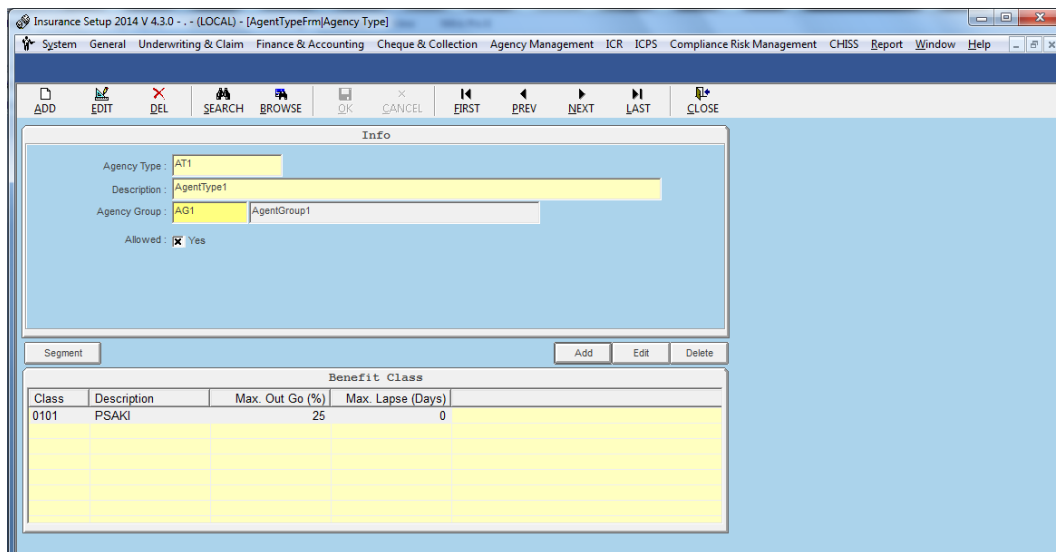 Insurance Setup 2014 V 4.3.0 - . - (LOCAL) - [AgentTypeFrm|Agency Type]
System General Underwriting & Claim Finance & Accounting Cheque & Collection Agency Management ICR ICPS Compliance Risk Management CHISS Report Window Help
ADD EDIT DEL SEARCH BROWSE OK CANCEL FIRST PREV NEXT LAST CLOSE
Info
Agency Type : AT1
Description : AgentType1
Agency Group : AG1 AgentGroup1
Allowed : Yes
Segment Add Edit Delete
Benefit Class
Class Description Max. Out Go (%) Max. Lapse (Days)
0101 PSAKI 25 0